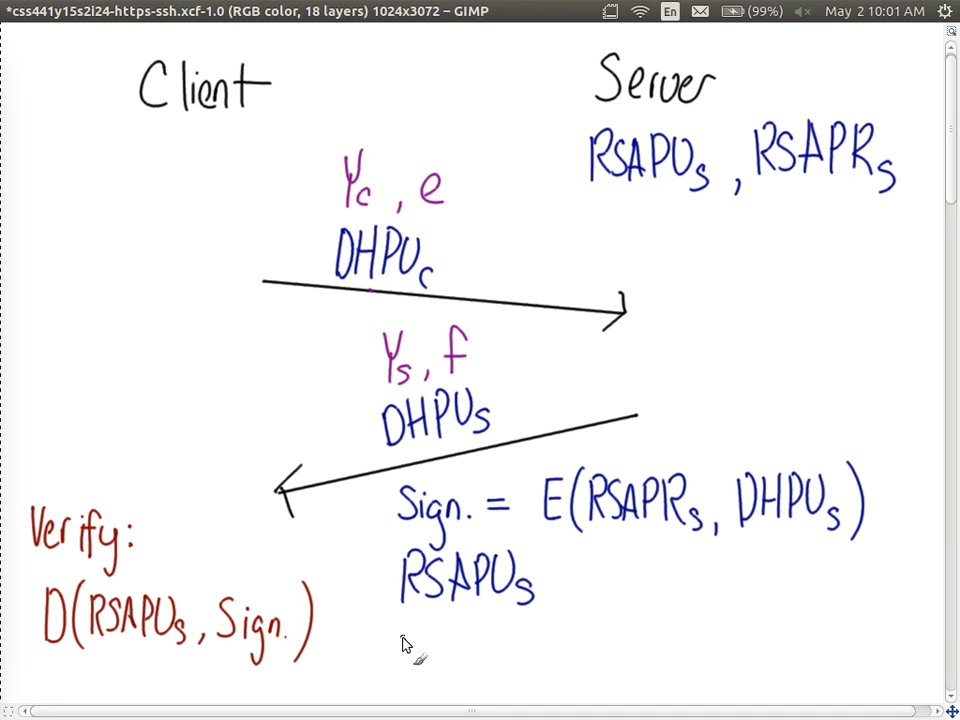 *css441y15s2i24-https-ssh.xcf-1.0 (RGB color, 18 layers) 1024x3072 – GIMP
En (99%) May 2 10:01 AM
Client
Server
RSAPUs, RSAPRs
Yc, e
DHPUc
Ys, f
DHPUs
Sign. = E(RSAPRs, DHPUs)
RSAPUs
Verify:
D(RSAPUs, Sign.)